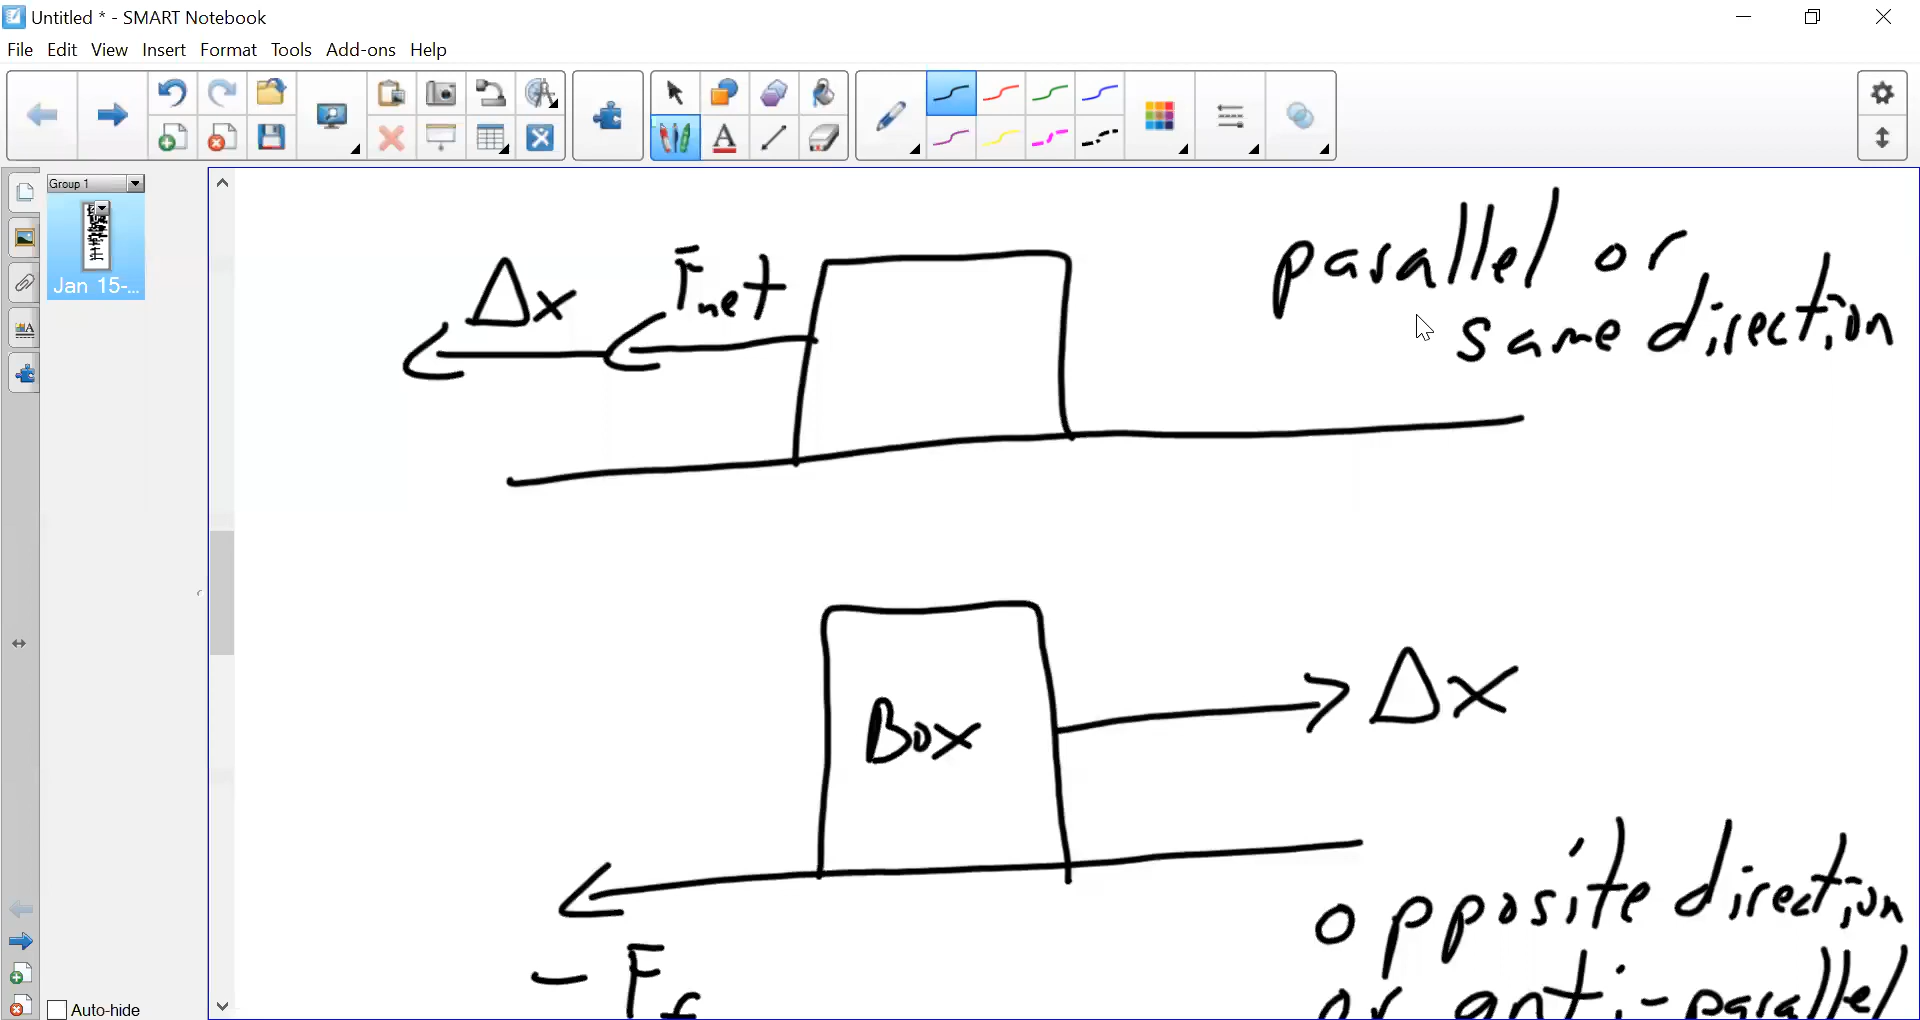 Untitled * - SMART Notebook
File Edit View Insert Format Tools Add-ons Help
Group 1
Jan 15-...
parallel or
same direction
Δx
Fnet
Box
Δx
opposite direction
or anti-parallel
- Ff
Auto-hide